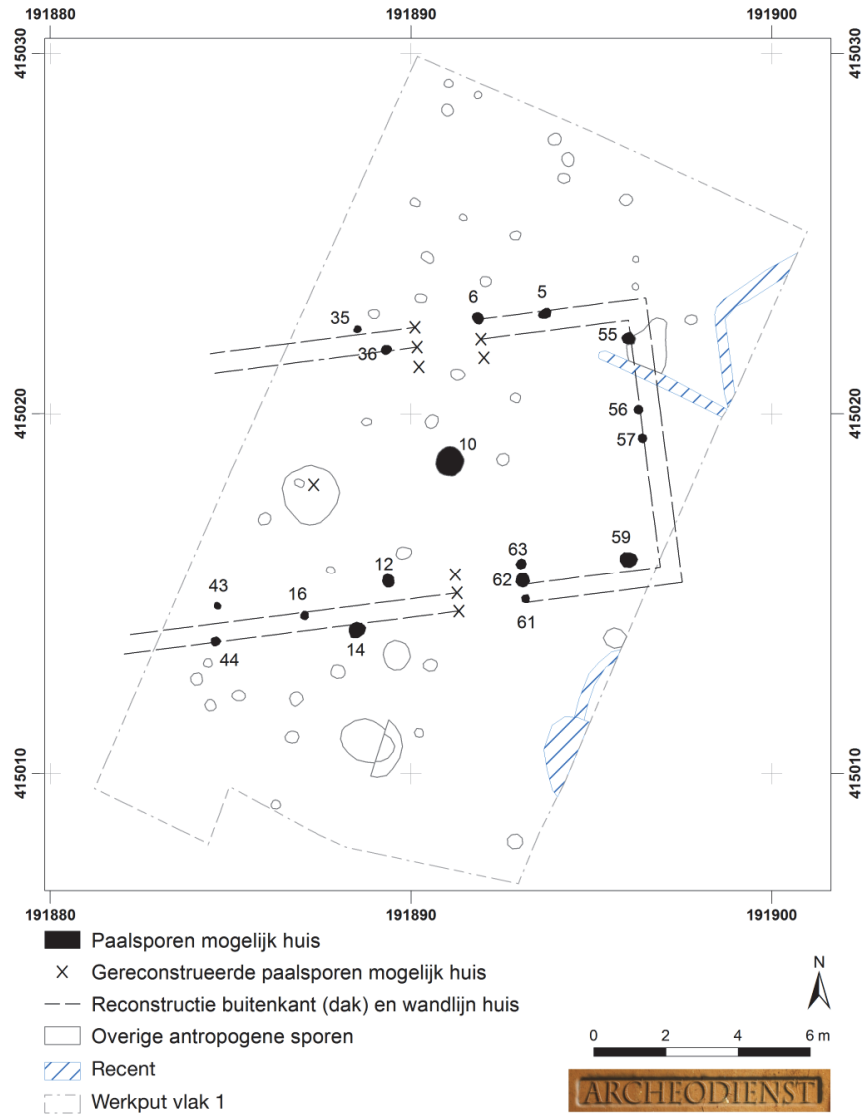 191880 191890 191900
415030 415030
6 5
35
36
55
415020 415020
56
57
10
63 59
12
62
43 16
61
14
44
415010 415010
191880 191890 191900
Paalsporen mogelijk huis
Gereconstrueerde paalsporen mogelijk huis
Reconstructie buitenkant (dak) en wandlijn huis
Overige antropogene sporen
Recent
Werkput vlak 1
N
0 2 4 6 m
ARCHEODIENST